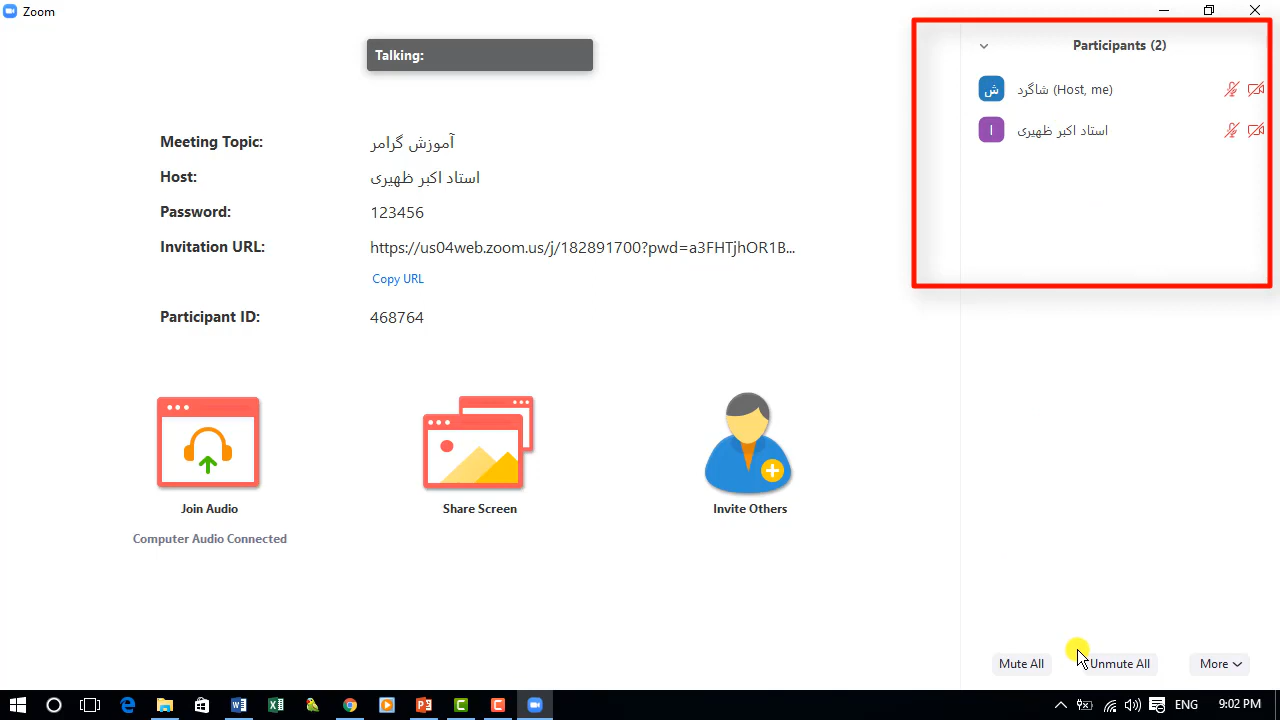 Zoom
Talking:
Participants (2)
ش شاگرد (Host, me)
ا استاد اکبر ظهیری
Meeting Topic: آموزش گرامر
Host: استاد اکبر ظهیری
Password: 123456
Invitation URL: https://us04web.zoom.us/j/182891700?pwd=a3FHTjhOR1B...
Copy URL
Participant ID: 468764
Join Audio
Share Screen
Invite Others
Computer Audio Connected
Mute All
Unmute All
More
ENG
9:02 PM